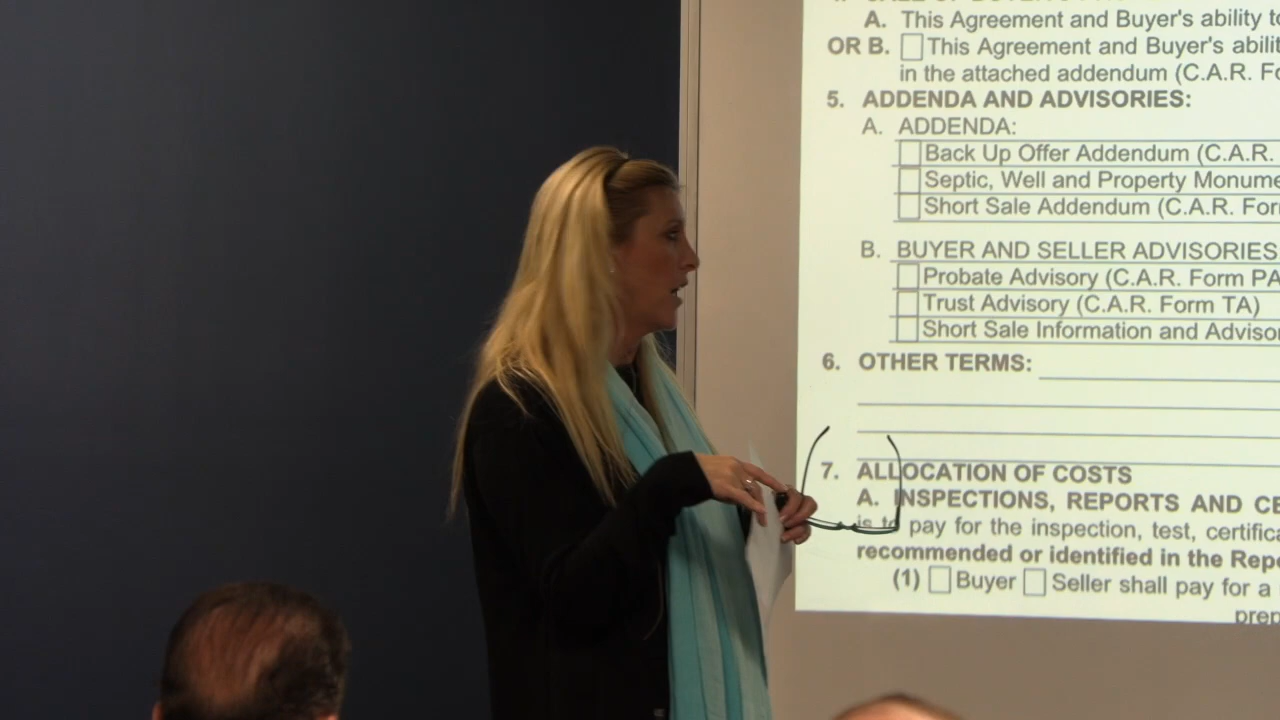 A. This Agreement and Buyer's ability to
OR B. This Agreement and Buyer's abilit
in the attached addendum (C.A.R. Fo
5. ADDENDA AND ADVISORIES:
A. ADDENDA:
Back Up Offer Addendum (C.A.R.
Septic, Well and Property Monume
Short Sale Addendum (C.A.R. For
B. BUYER AND SELLER ADVISORIES
Probate Advisory (C.A.R. Form PA
Trust Advisory (C.A.R. Form TA)
Short Sale Information and Advisor
6. OTHER TERMS:
7. ALLOCATION OF COSTS
A. INSPECTIONS, REPORTS AND CE
is to pay for the inspection, test, certifica
recommended or identified in the Repo
(1) Buyer Seller shall pay for a
prep